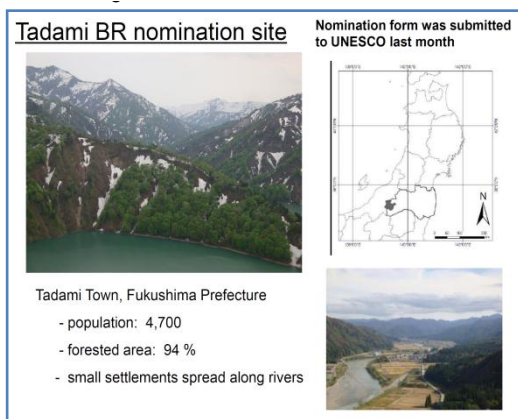 Tadami BR nomination site
Nomination form was submitted
to UNESCO last month
N
Tadami Town, Fukushima Prefecture
- population: 4,700
- forested area: 94 %
- small settlements spread along rivers